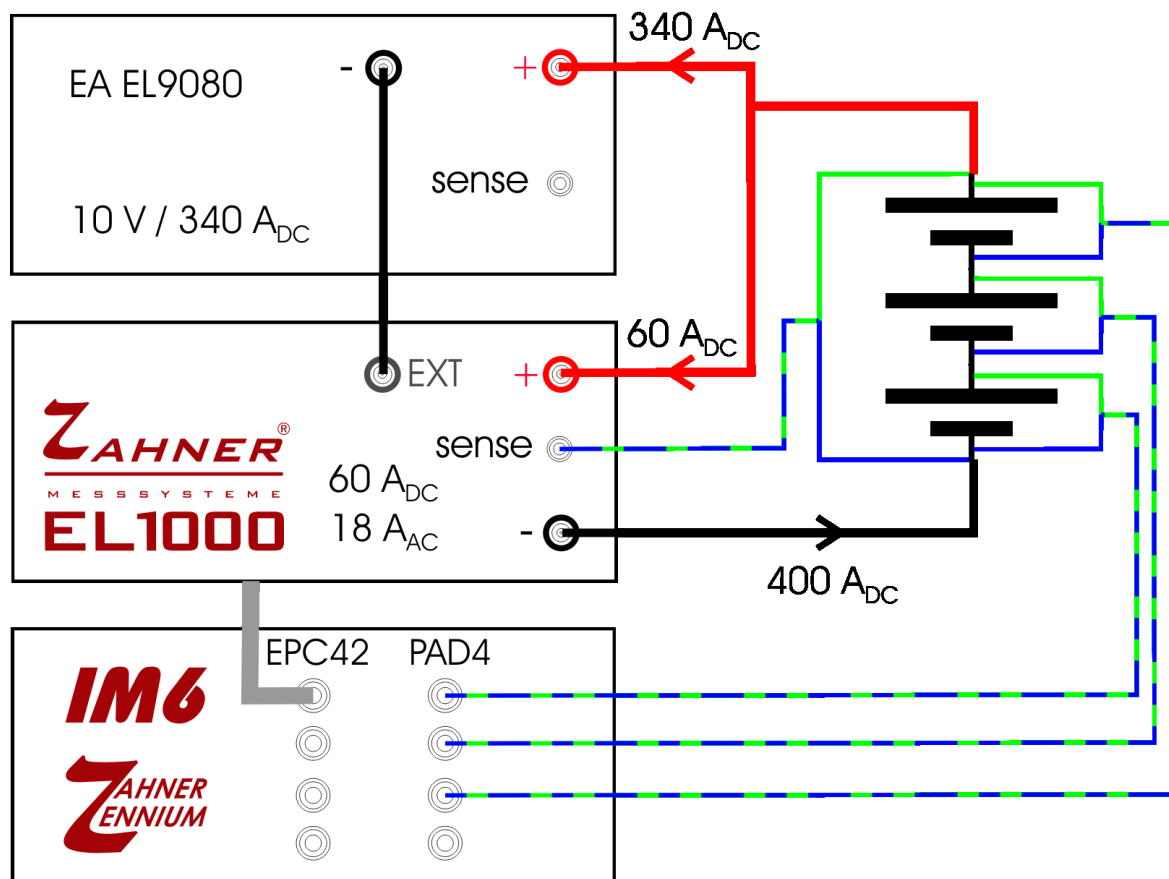 340 ADC
-
+
EA EL9080
sense
10 V / 340 ADC
60 ADC
EXT
+
ZAHNER®
sense
MESSSYSTEME
60 ADC
EL1000
18 AAC
-
400 ADC
EPC42 PAD4
IM6
ZAHNER
ZENNIUM